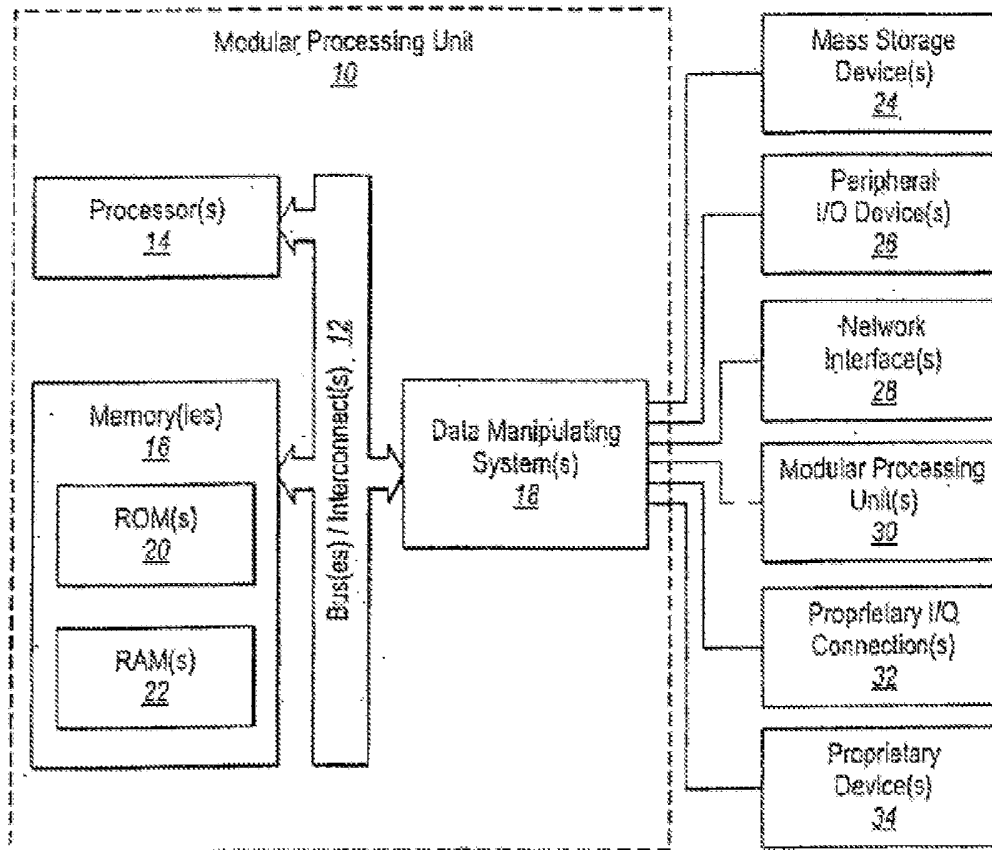 Modular Processing Unit
10
Processor(s)
14
Memory(ies)
16
ROM(s)
20
RAM(s)
22
Bus(es) / Interconnect(s) 12
Data Manipulating
System(s)
18
Mass Storage
Device(s)
24
Peripheral
I/O Device(s)
26
Network
Interface(s)
28
Modular Processing
Unit(s)
30
Proprietary I/O
Connection(s)
32
Proprietary
Device(s)
34